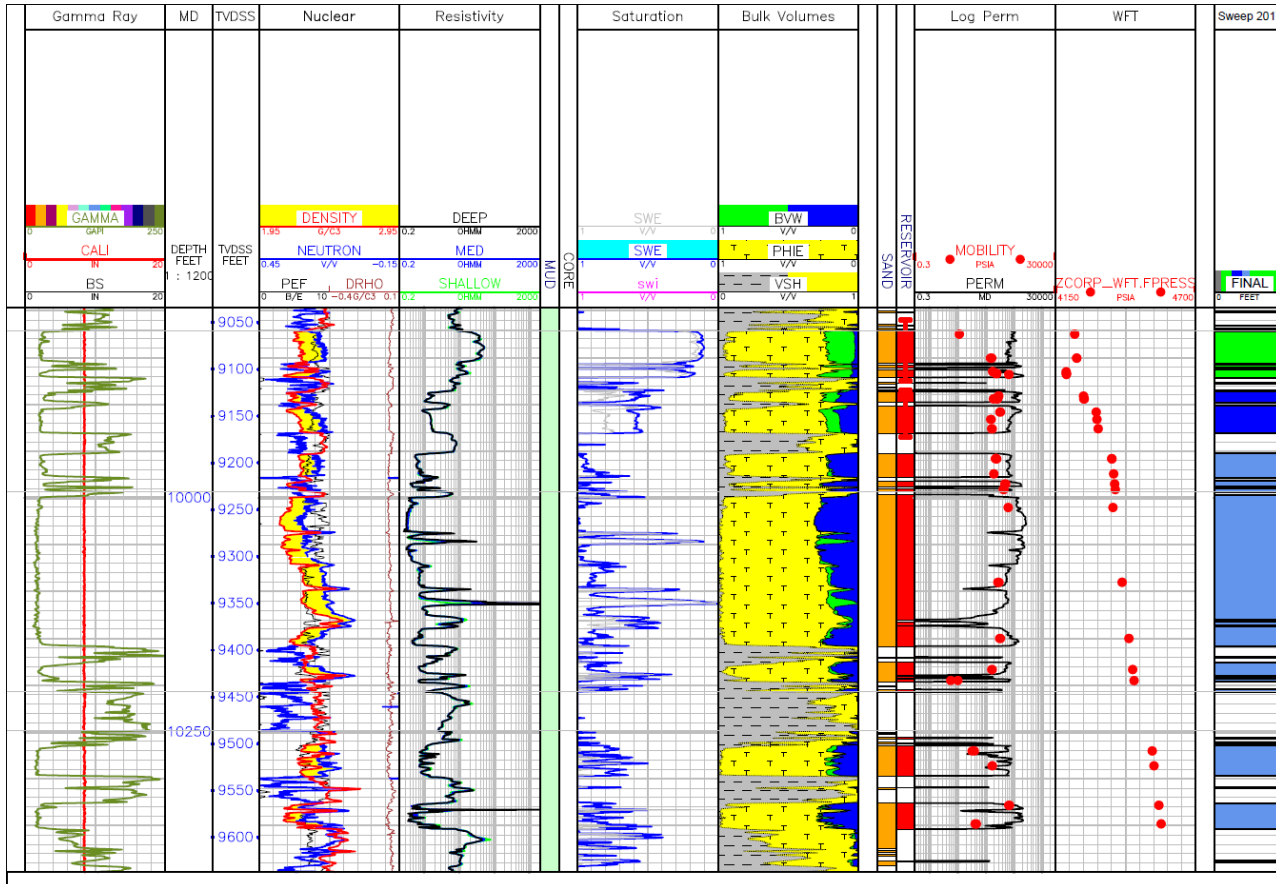 Gamma Ray MD TVDSS Nuclear Resistivity Saturation Bulk Volumes Log Perm WFT Sweep 201
GAMMA
0 GAPI 250
CALI
0 IN 20
BS
0 IN 20
DEPTH
FEET
1 : 1200
TVDSS
FEET
DENSITY
1.95 G/C3 2.95
NEUTRON
0.45 V/V -0.15
PEF DRHO
0 B/E 10 -0.4 G/C3 0.1
DEEP
0.2 OHMM 2000
MED
0.2 OHMM 2000
SHALLOW
0.2 OHMM 2000
MUD
CORE
SWE
1 V/V 0
SWE
1 V/V 0
swi
1 V/V 0
BVW
1 V/V 0
PHIE
1 V/V 0
VSH
0 V/V 1
SAND
RESERVOIR
MOBILITY
0.3 PSIA 30000
PERM
0.3 MD 30000
ZCORP_WFT.FPRESS
4150 PSIA 4700
FINAL
0 FEET
9050
9100
9150
9200
10000
9250
9300
9350
9400
9450
10250
9500
9550
9600